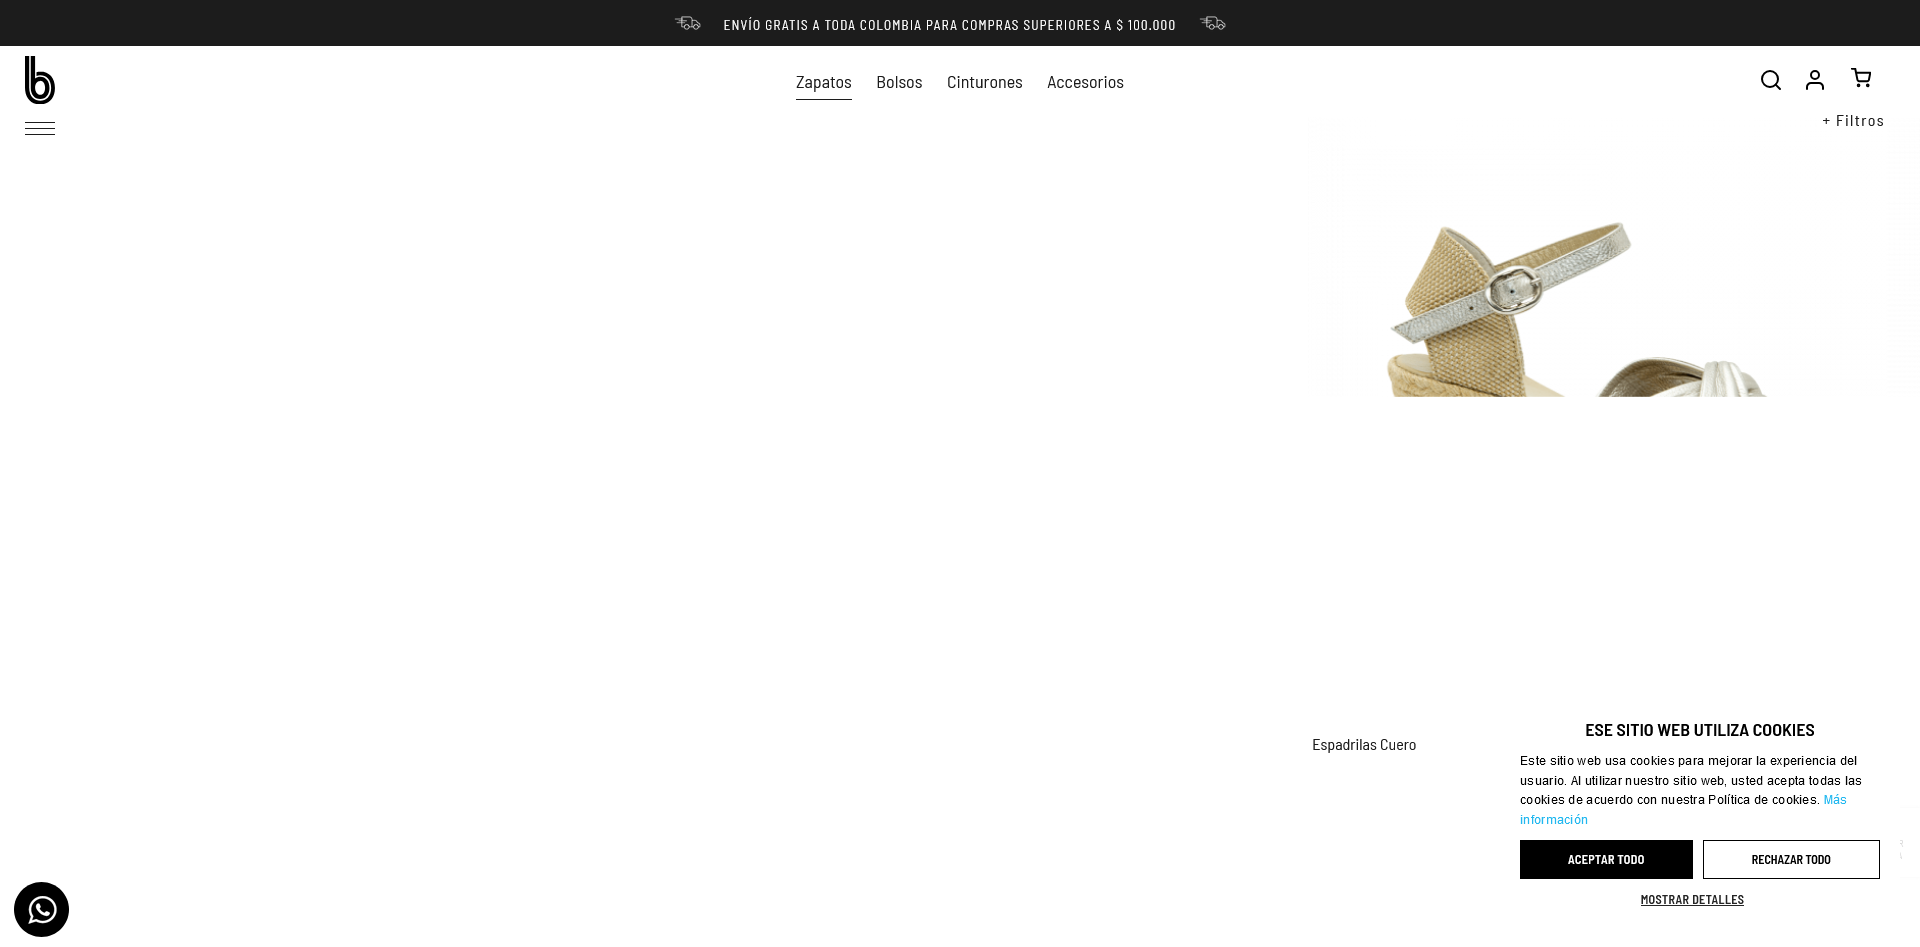 ENVÍO GRATIS A TODA COLOMBIA PARA COMPRAS SUPERIORES A $ 100.000
b
Zapatos Bolsos Cinturones Accesorios
+ Filtros
Espadrilas Cuero
ESE SITIO WEB UTILIZA COOKIES
Este sitio web usa cookies para mejorar la experiencia del
usuario. Al utilizar nuestro sitio web, usted acepta todas las
cookies de acuerdo con nuestra Política de cookies. Más
información
ACEPTAR TODO RECHAZAR TODO
MOSTRAR DETALLES